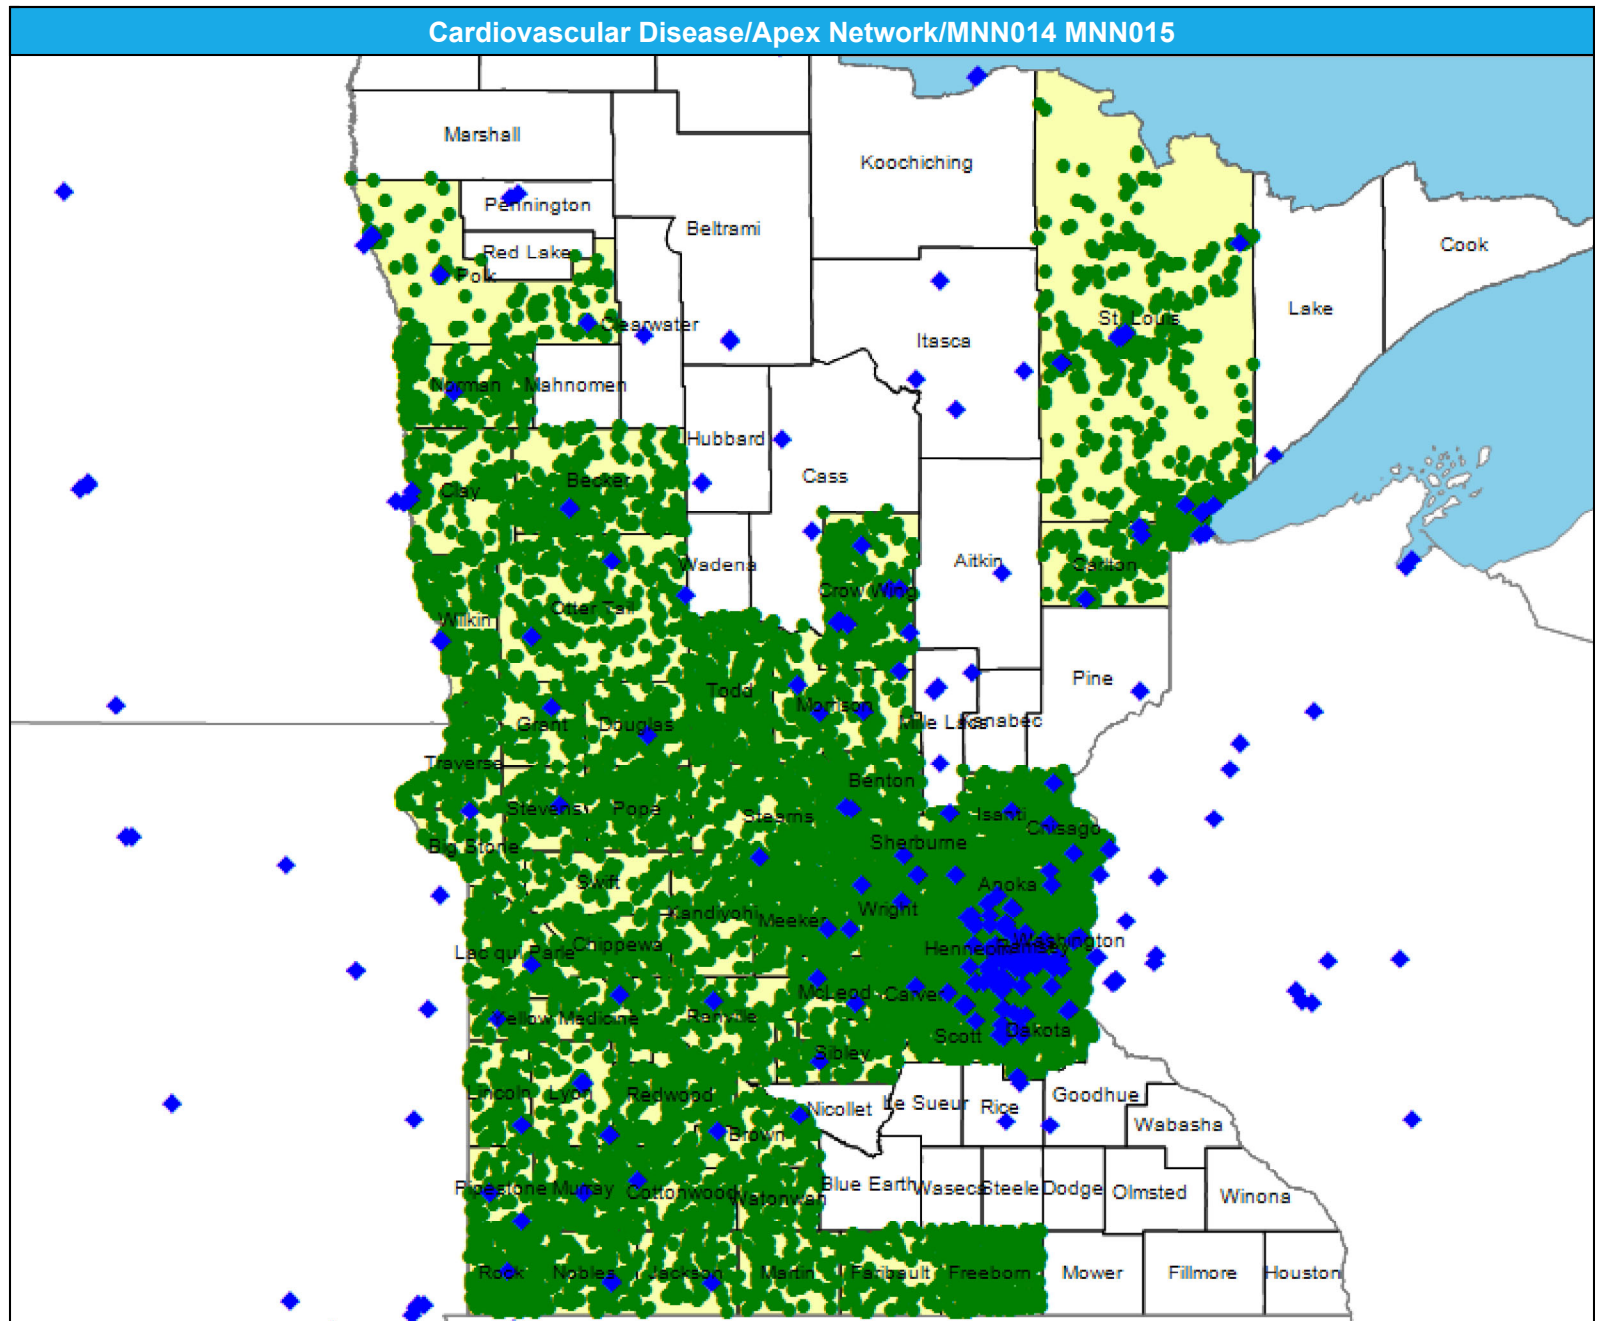 Cardiovascular Disease/Apex Network/MNN014 MNN015
Marshall
Koochiching
Pennington
Beltrami
Red Lake
Cook
Polk
Lake
St. Louis
Clearwater
Itasca
Norman
Mahnomen
Hubbard
Cass
Becker
Clay
Aitkin
Wadena
Carlton
Crow Wing
Otter Tail
Wilkin
Pine
Todd
Morrison
Grant
Douglas
Mille Lacs
Kanabec
Traverse
Benton
Stevens
Pope
Stearns
Isanti
Chisago
Big Stone
Sherburne
Swift
Anoka
Kandiyohi
Meeker
Wright
Lac qui Parle
Chippewa
Hennepin
Ramsey
Washington
McLeod
Carver
Yellow Medicine
Renville
Scott
Dakota
Sibley
Lincoln
Lyon
Redwood
Nicollet
Le Sueur
Rice
Goodhue
Brown
Wabasha
Pipestone
Murray
Cottonwood
Watonwan
Blue Earth
Waseca
Steele
Dodge
Olmsted
Winona
Rock
Nobles
Jackson
Martin
Faribault
Freeborn
Mower
Fillmore
Houston